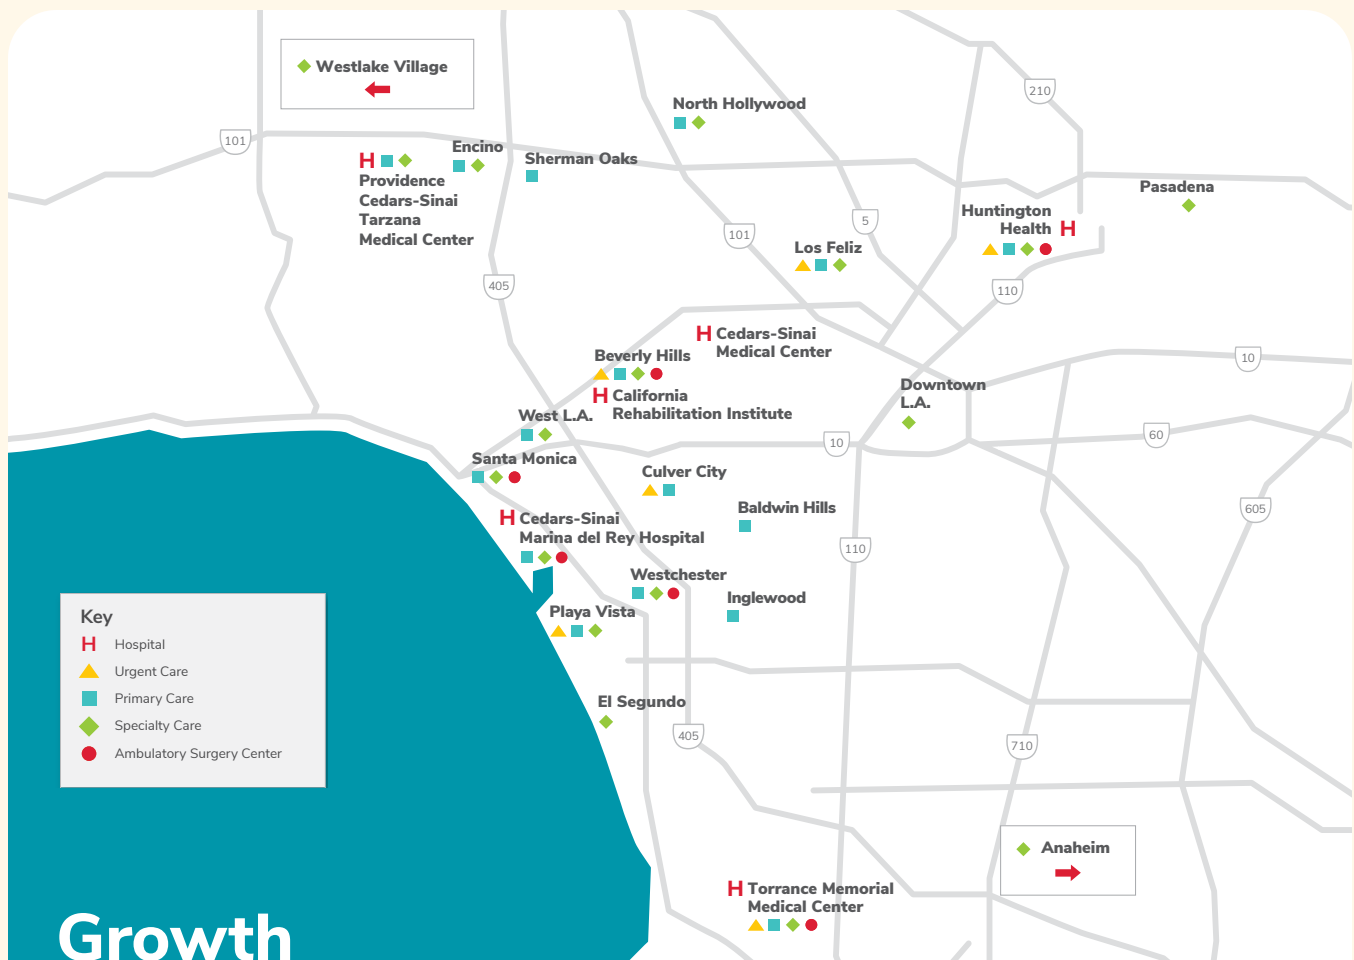 Westlake Village
210
North Hollywood
101
Encino
Sherman Oaks
H
Providence
Cedars-Sinai
Tarzana
Medical Center
Pasadena
Huntington
Health H
5
101
Los Feliz
405
110
H Cedars-Sinai
Medical Center
Beverly Hills
10
H California
Rehabilitation Institute
Downtown
L.A.
West L.A.
10
60
Santa Monica
Culver City
Baldwin Hills
605
H Cedars-Sinai
Marina del Rey Hospital
110
Westchester
Inglewood
Playa Vista
Key
H Hospital
Urgent Care
Primary Care
Specialty Care
Ambulatory Surgery Center
El Segundo
405
710
Anaheim
H Torrance Memorial
Medical Center
Growth